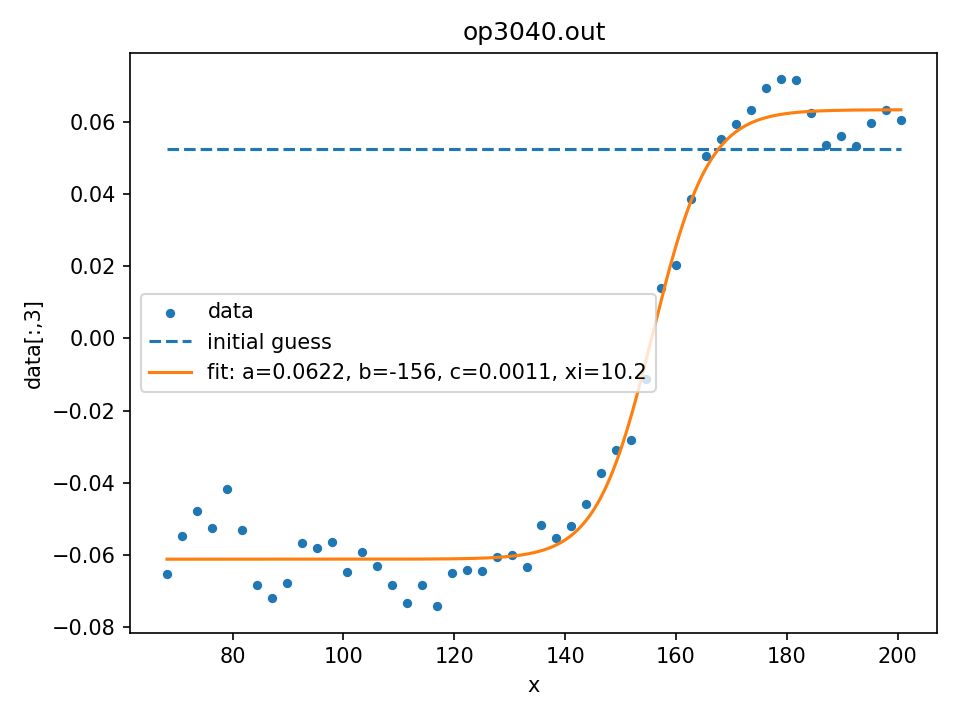 op3040.out
0.06
0.04
0.02
0.00
−0.02
−0.04
−0.06
−0.08
data[:,3]
data
initial guess
fit: a=0.0622, b=-156, c=0.0011, xi=10.2
80 100 120 140 160 180 200
x